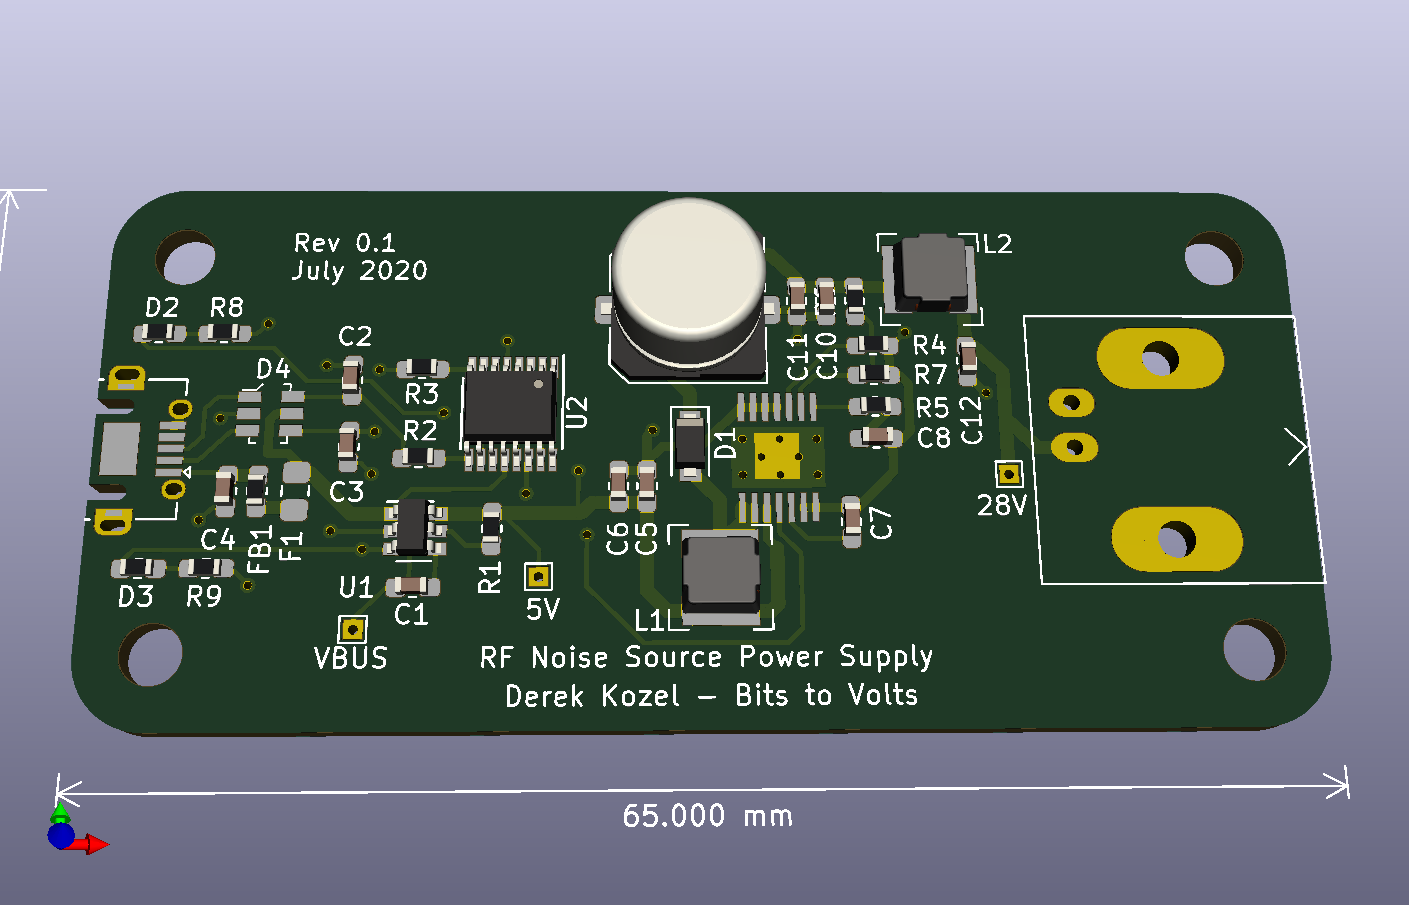 Rev 0.1
July 2020
L2
D2
R8
C2
D4
R3
U2
R2
C3
C4
FB1
F1
D3
R9
U1
C1
R1
VBUS
5V
C6
C5
D1
L1
C7
C11
C10
R4
R7
R5
C8
C12
28V
RF Noise Source Power Supply
Derek Kozel – Bits to Volts
65.000 mm